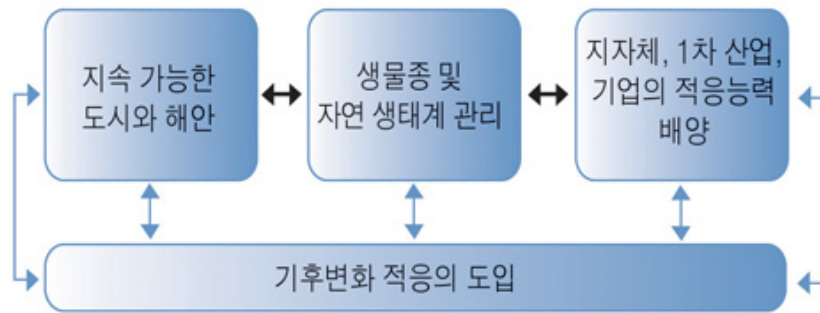 지속 가능한
도시와 해안
생물종 및
자연 생태계 관리
지자체, 1차 산업,
기업의 적응능력
배양
기후변화 적응의 도입